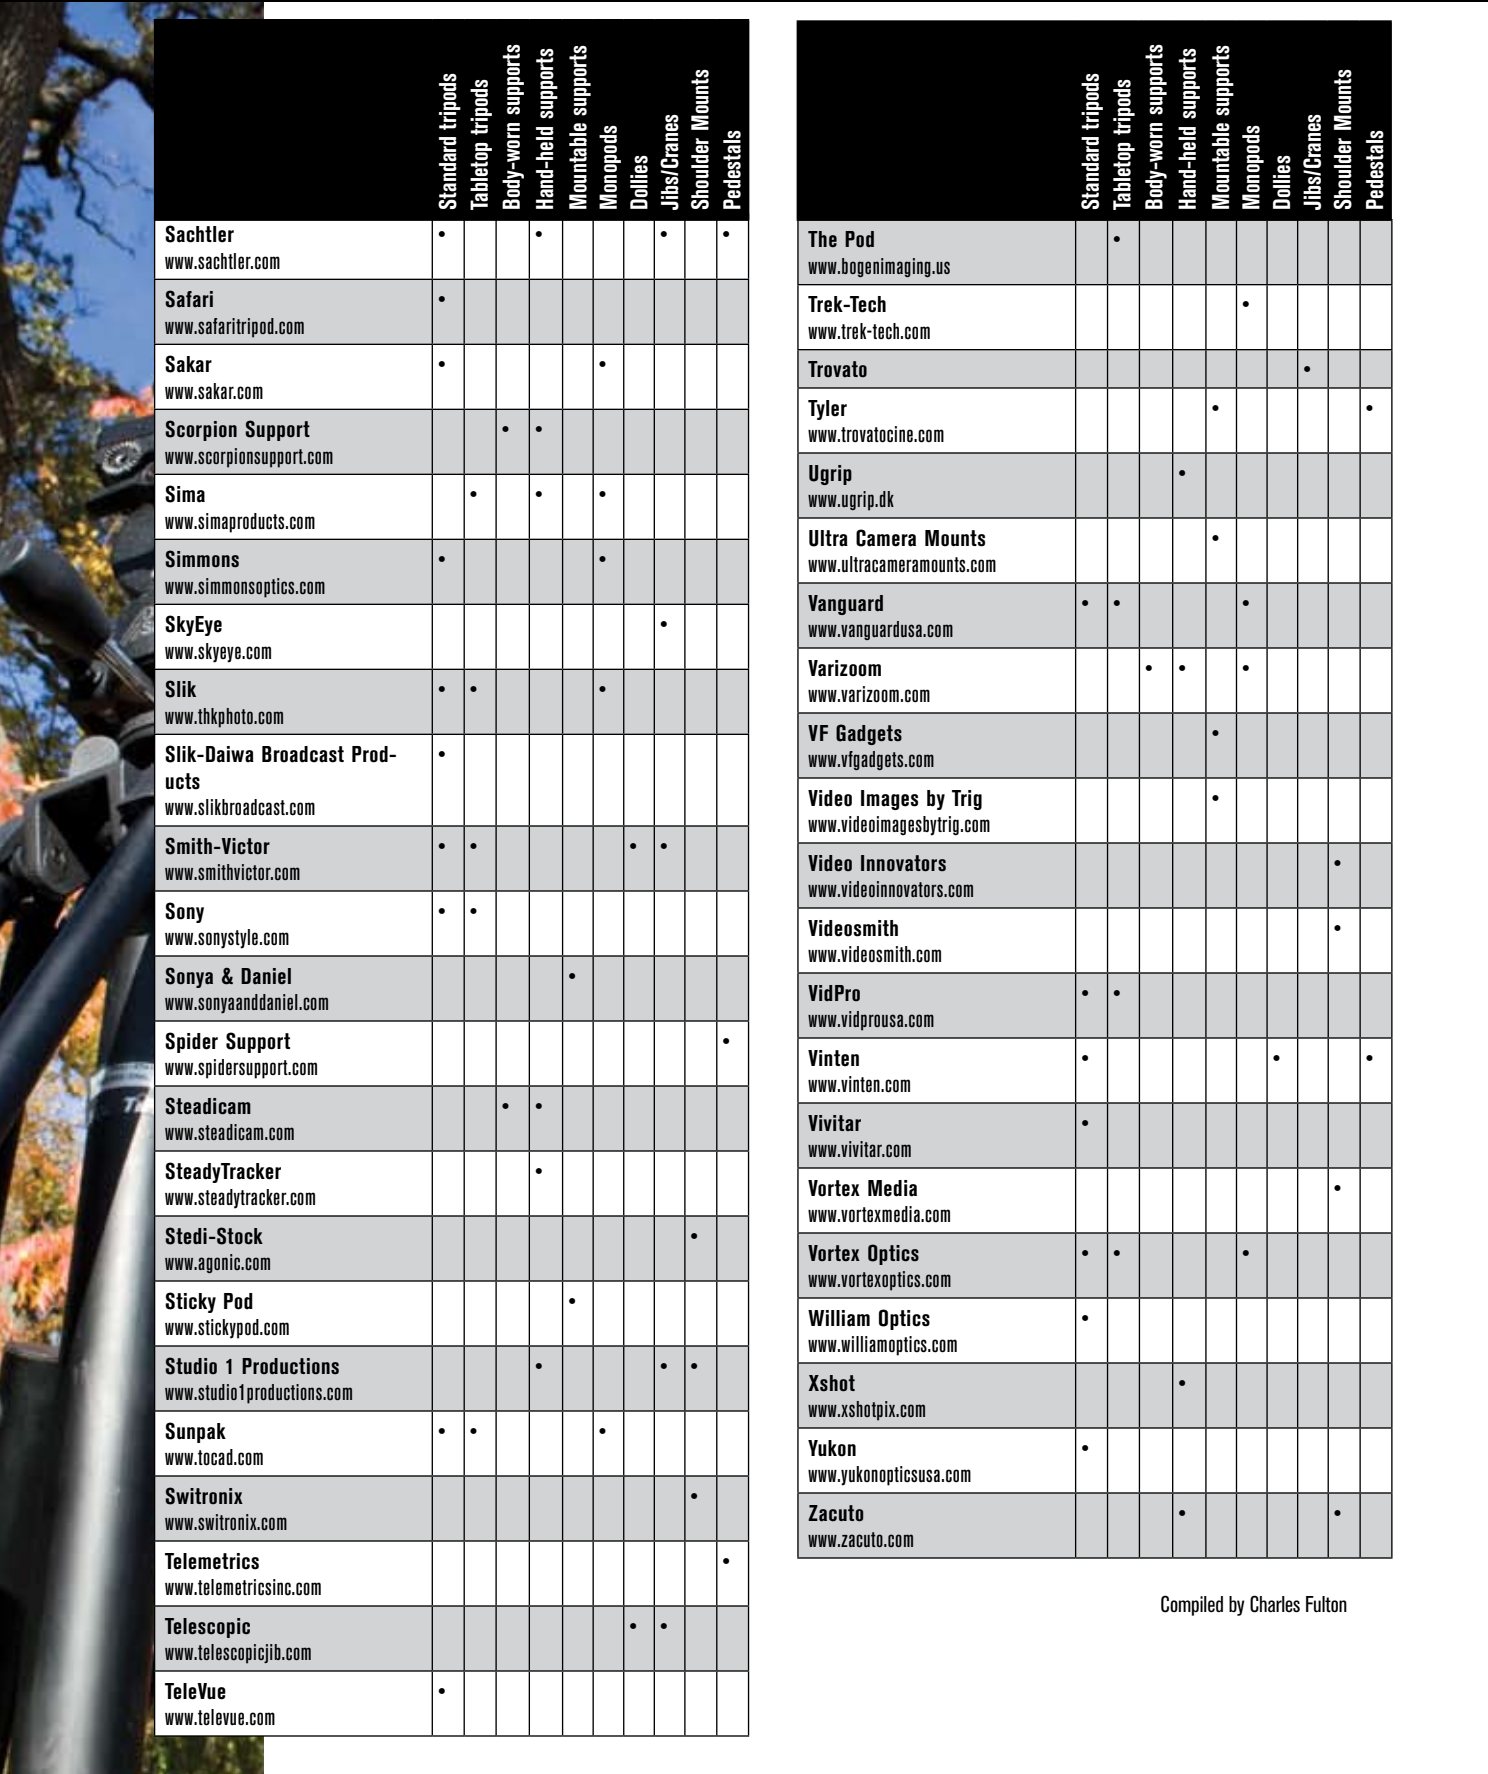 Standard tripods
Tabletop tripods
Body-worn supports
Hand-held supports
Mountable supports
Monopods
Dollies
Jibs/Cranes
Shoulder Mounts
Pedestals
Sachtler • • • •
www.sachtler.com
Safari •
www.safaritripod.com
Sakar • •
www.sakar.com
Scorpion Support • •
www.scorpionsupport.com
Sima • • •
www.simaproducts.com
Simmons • •
www.simmonsoptics.com
SkyEye •
www.skyeye.com
Slik • • •
www.thkphoto.com
Slik-Daiwa Broadcast Prod- •
ucts
www.slikbroadcast.com
Smith-Victor • • • •
www.smithvictor.com
Sony • •
www.sonystyle.com
Sonya & Daniel •
www.sonyaanddaniel.com
Spider Support •
www.spidersupport.com
Steadicam • •
www.steadicam.com
SteadyTracker •
www.steadytracker.com
Stedi-Stock •
www.agonic.com
Sticky Pod •
www.stickypod.com
Studio 1 Productions • • •
www.studio1productions.com
Sunpak • • •
www.tocad.com
Switronix •
www.switronix.com
Telemetrics •
www.telemetricsinc.com
Telescopic • •
www.telescopicjib.com
TeleVue •
www.televue.com
Standard tripods
Tabletop tripods
Body-worn supports
Hand-held supports
Mountable supports
Monopods
Dollies
Jibs/Cranes
Shoulder Mounts
Pedestals
The Pod •
www.bogenimaging.us
Trek-Tech •
www.trek-tech.com
Trovato •
Tyler • •
www.trovatocine.com
Ugrip •
www.ugrip.dk
Ultra Camera Mounts •
www.ultracameramounts.com
Vanguard • • •
www.vanguardusa.com
Varizoom • • •
www.varizoom.com
VF Gadgets •
www.vfgadgets.com
Video Images by Trig •
www.videoimagesbytrig.com
Video Innovators •
www.videoinnovators.com
Videosmith •
www.videosmith.com
VidPro • •
www.vidprousa.com
Vinten • • •
www.vinten.com
Vivitar •
www.vivitar.com
Vortex Media •
www.vortexmedia.com
Vortex Optics • • •
www.vortexoptics.com
William Optics •
www.williamoptics.com
Xshot •
www.xshotpix.com
Yukon •
www.yukonopticsusa.com
Zacuto • •
www.zacuto.com
Compiled by Charles Fulton